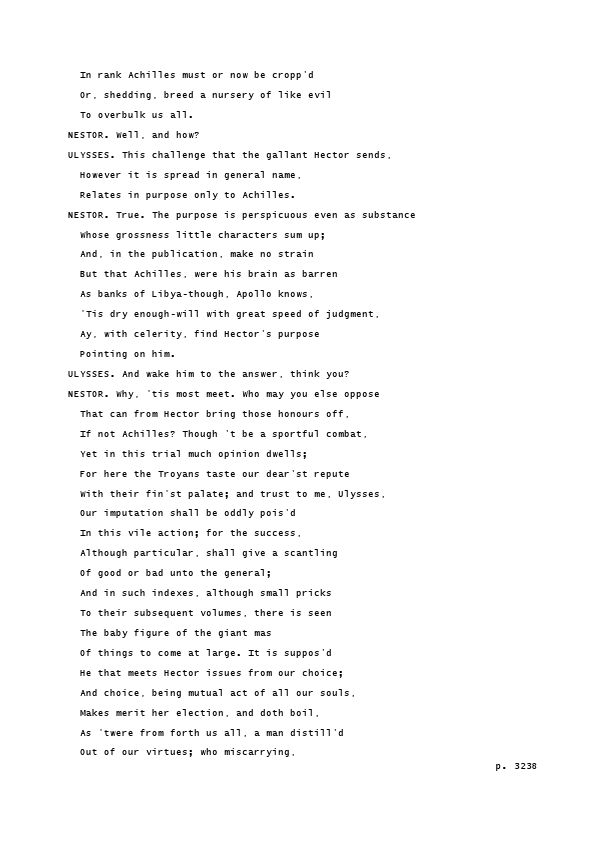 In rank Achilles must or now be cropp'd
Or, shedding, breed a nursery of like evil
To overbulk us all.
NESTOR. Well, and how?
ULYSSES. This challenge that the gallant Hector sends,
However it is spread in general name,
Relates in purpose only to Achilles.
NESTOR. True. The purpose is perspicuous even as substance
Whose grossness little characters sum up;
And, in the publication, make no strain
But that Achilles, were his brain as barren
As banks of Libya-though, Apollo knows,
'Tis dry enough-will with great speed of judgment,
Ay, with celerity, find Hector's purpose
Pointing on him.
ULYSSES. And wake him to the answer, think you?
NESTOR. Why, 'tis most meet. Who may you else oppose
That can from Hector bring those honours off,
If not Achilles? Though 't be a sportful combat,
Yet in this trial much opinion dwells;
For here the Troyans taste our dear'st repute
With their fin'st palate; and trust to me, Ulysses,
Our imputation shall be oddly pois'd
In this vile action; for the success,
Although particular, shall give a scantling
Of good or bad unto the general;
And in such indexes, although small pricks
To their subsequent volumes, there is seen
The baby figure of the giant mas
Of things to come at large. It is suppos'd
He that meets Hector issues from our choice;
And choice, being mutual act of all our souls,
Makes merit her election, and doth boil,
As 'twere from forth us all, a man distill'd
Out of our virtues; who miscarrying,
p. 3238